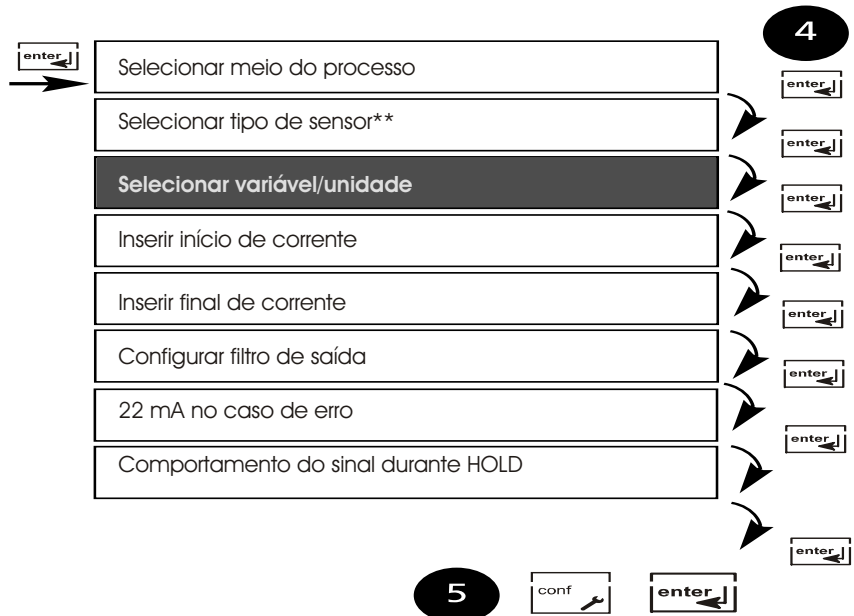 4
enter
Selecionar meio do processo
enter
Selecionar tipo de sensor**
enter
Selecionar variável/unidade
enter
Inserir início de corrente
enter
Inserir final de corrente
enter
Configurar filtro de saída
enter
22 mA no caso de erro
enter
Comportamento do sinal durante HOLD
enter
5
conf
enter